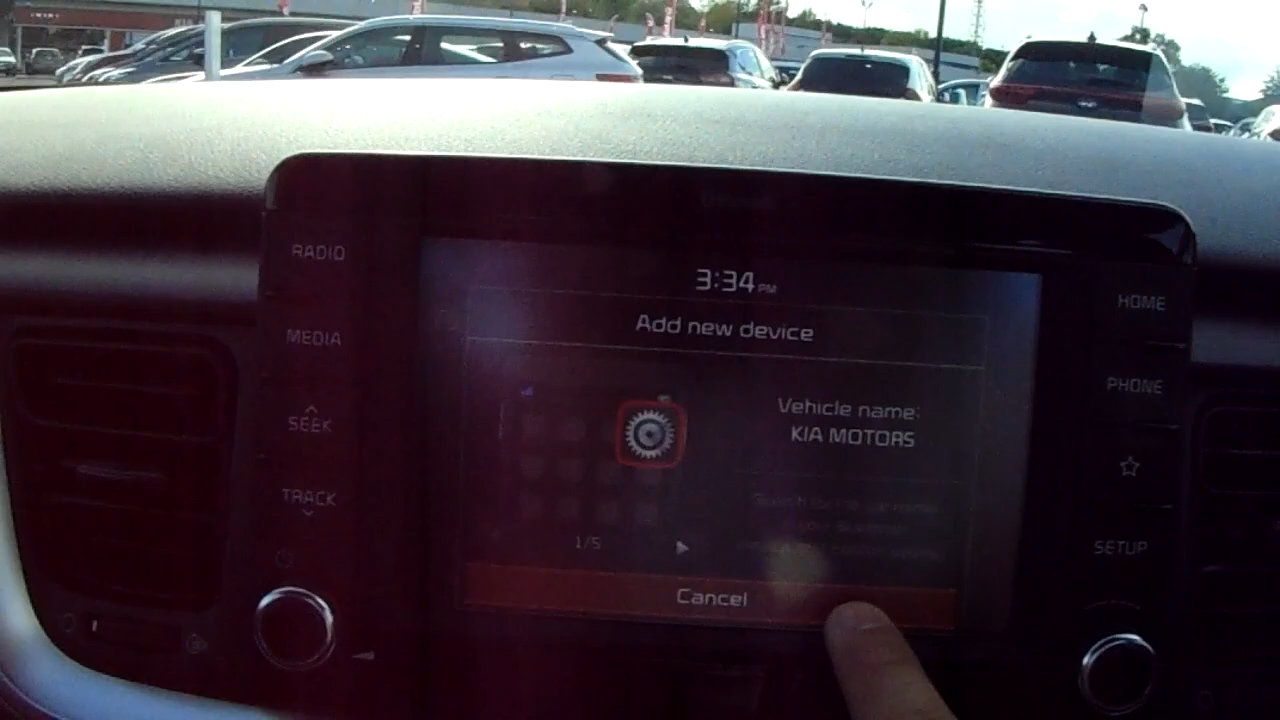 RADIO
MEDIA
SEEK
TRACK
3:34 PM
Add new device
Vehicle name:
KIA MOTORS
1/5
Cancel
HOME
PHONE
SETUP